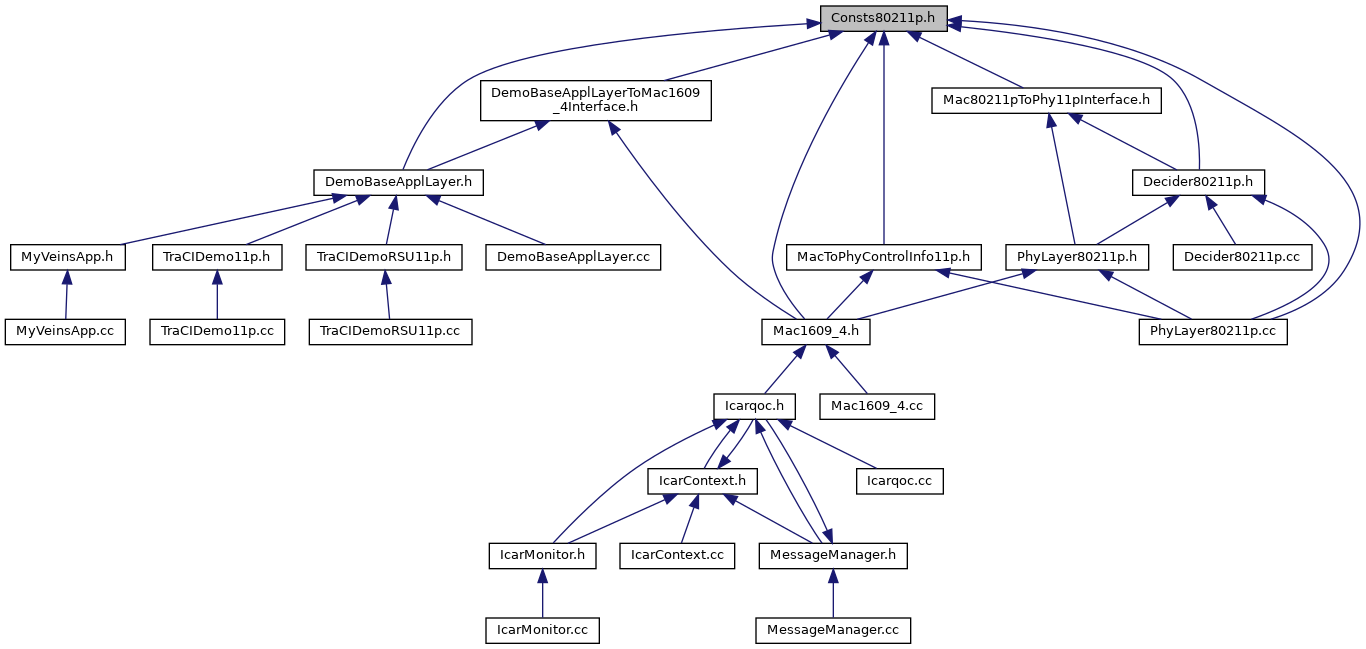 Consts80211p.h
DemoBaseApplLayerToMac1609
_4Interface.h
Mac80211pToPhy11pInterface.h
DemoBaseApplLayer.h
Decider80211p.h
MyVeinsApp.h
TraCIDemo11p.h
TraCIDemoRSU11p.h
DemoBaseApplLayer.cc
MacToPhyControlInfo11p.h
PhyLayer80211p.h
Decider80211p.cc
MyVeinsApp.cc
TraCIDemo11p.cc
TraCIDemoRSU11p.cc
Mac1609_4.h
PhyLayer80211p.cc
Icarqoc.h
Mac1609_4.cc
IcarContext.h
Icarqoc.cc
IcarMonitor.h
IcarContext.cc
MessageManager.h
IcarMonitor.cc
MessageManager.cc